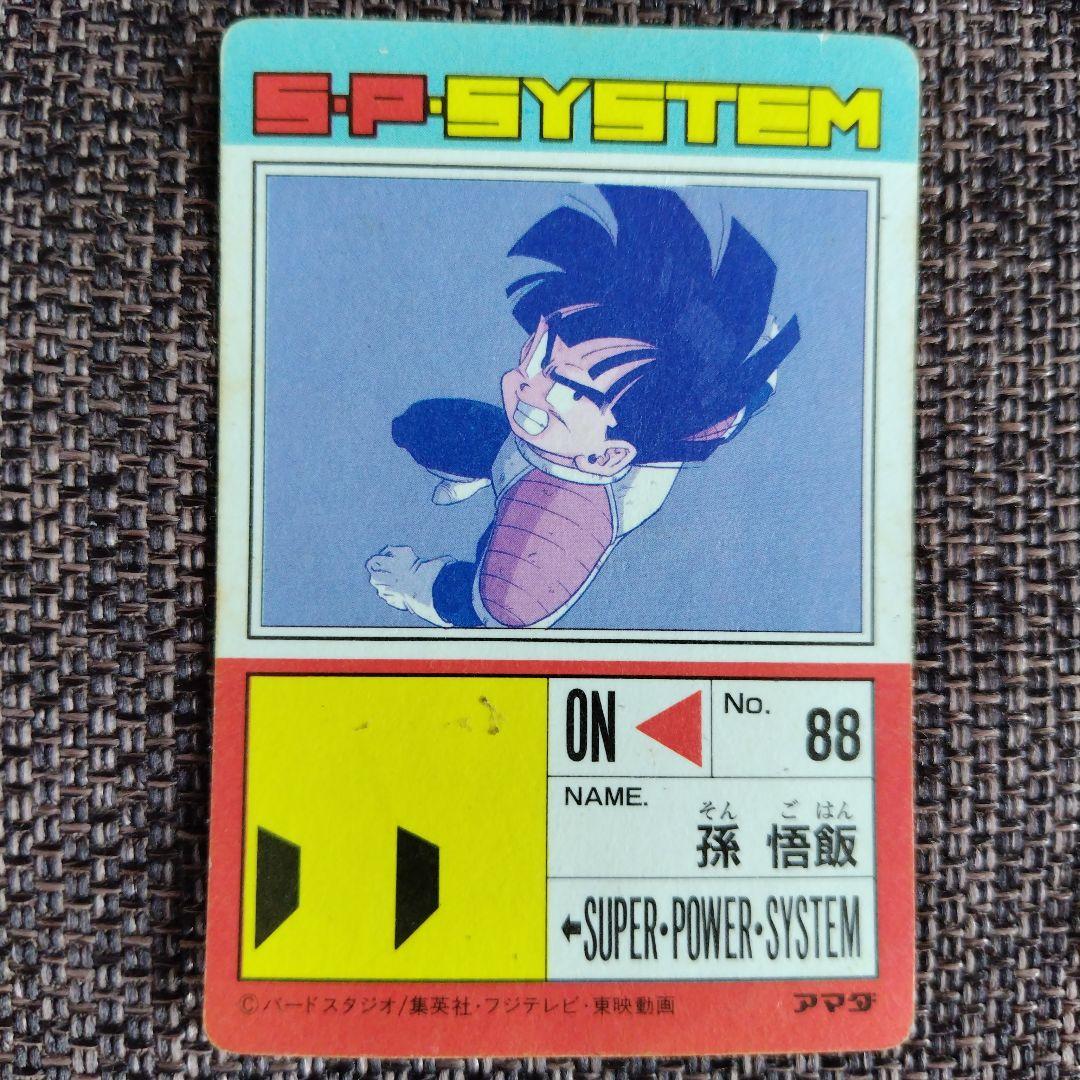 S·P·SYSTEM
ON
No.
88
NAME.
そん ご はん
孫 悟飯
←SUPER·POWER·SYSTEM
©バードスタジオ/集英社·フジテレビ·東映動画
アマダ